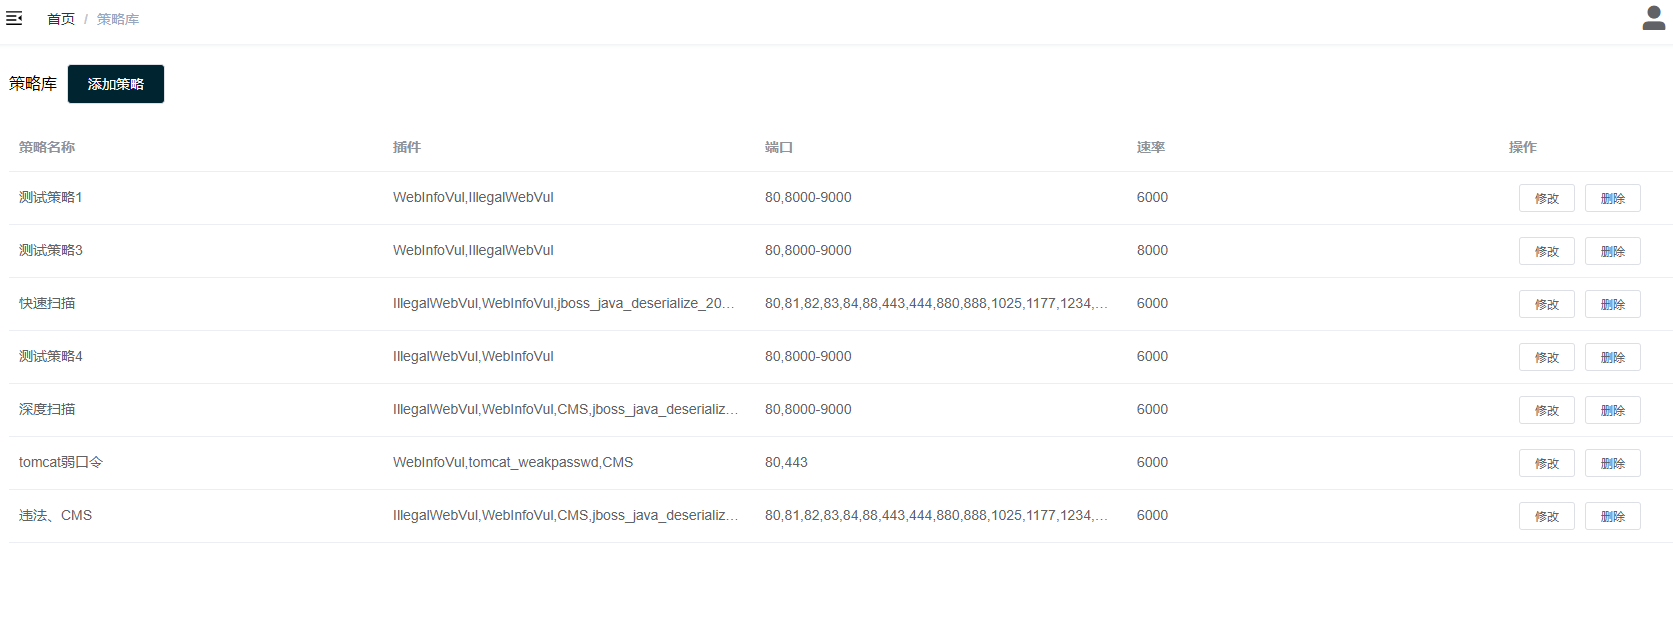 首页 / 策略库
策略库 添加策略
策略名称 插件 端口 速率 操作
测试策略1 WebInfoVul,IllegalWebVul 80,8000-9000 6000 修改 删除
测试策略3 WebInfoVul,IllegalWebVul 80,8000-9000 8000 修改 删除
快速扫描 IllegalWebVul,WebInfoVul,jboss_java_deserialize_20... 80,81,82,83,84,88,443,444,880,888,1025,1177,1234,... 6000 修改 删除
测试策略4 IllegalWebVul,WebInfoVul 80,8000-9000 6000 修改 删除
深度扫描 IllegalWebVul,WebInfoVul,CMS,jboss_java_deserializ... 80,8000-9000 6000 修改 删除
tomcat弱口令 WebInfoVul,tomcat_weakpasswd,CMS 80,443 6000 修改 删除
违法、CMS IllegalWebVul,WebInfoVul,CMS,jboss_java_deserializ... 80,81,82,83,84,88,443,444,880,888,1025,1177,1234,... 6000 修改 删除